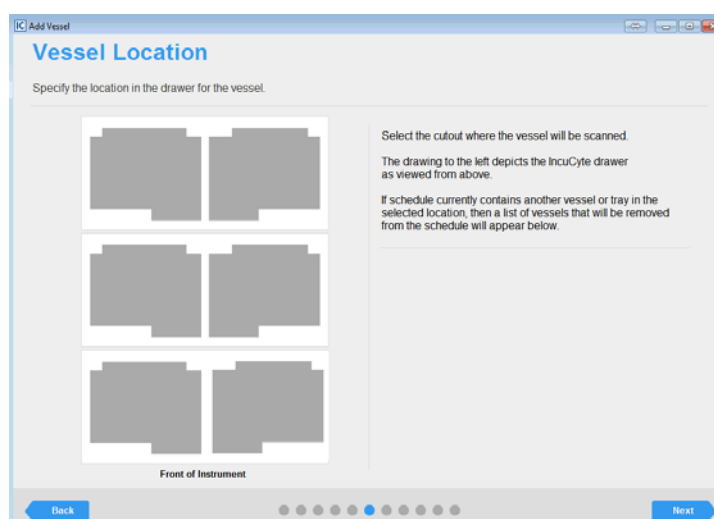 IC Add Vessel
Vessel Location
Specify the location in the drawer for the vessel.
Select the cutout where the vessel will be scanned.
The drawing to the left depicts the IncuCyte drawer
as viewed from above.
If schedule currently contains another vessel or tray in the
selected location, then a list of vessels that will be removed
from the schedule will appear below.
Front of Instrument
Back
Next